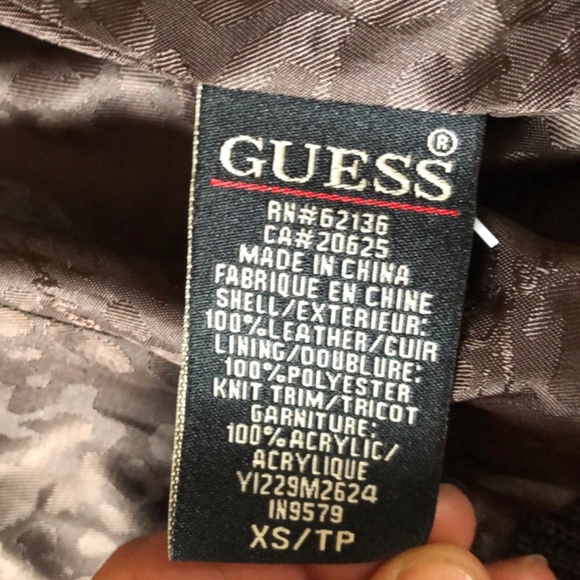 GUESS®
RN#62136
CA#20625
MADE IN CHINA
FABRIQUE EN CHINE
SHELL/EXTERIEUR:
100%LEATHER/CUIR
LINING/DOUBLURE:
100%POLYESTER
KNIT TRIM/TRICOT
GARNITURE:
100%ACRYLIC/
ACRYLIQUE
YI229M2624
IN9579
XS/TP